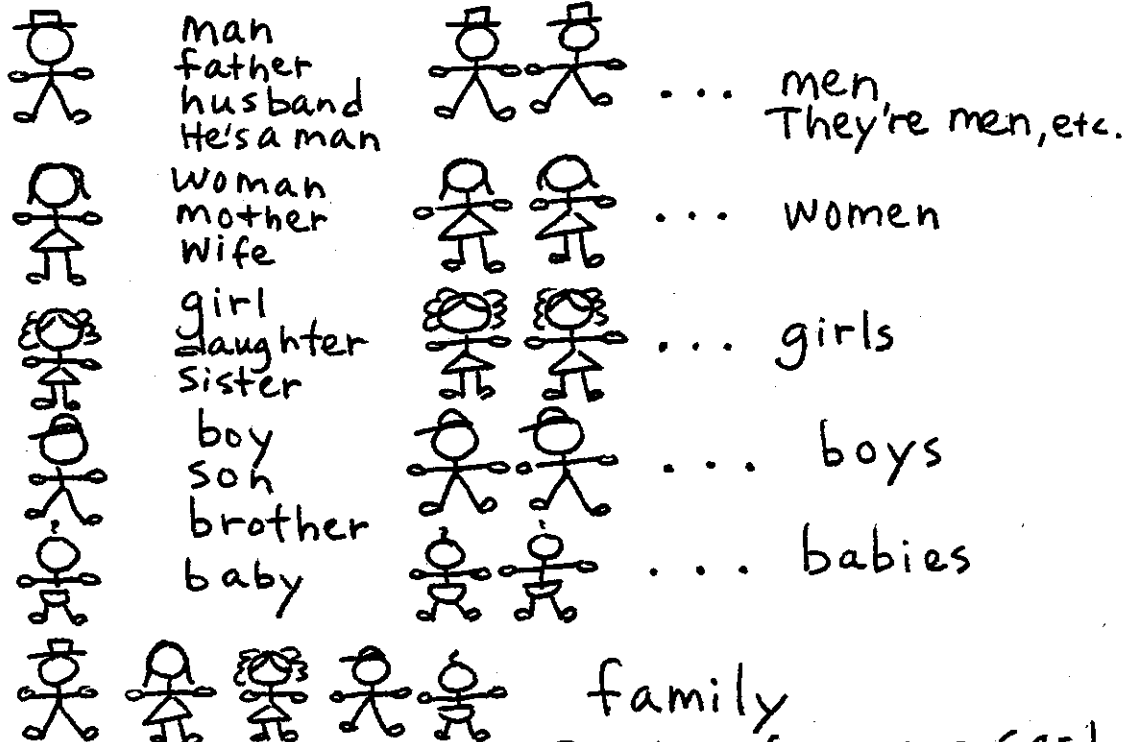 man
father
husband
He's a man
men
They're men, etc.
woman
mother
wife
women
girl
daughter
sister
girls
boy
son
brother
boys
baby
babies
family